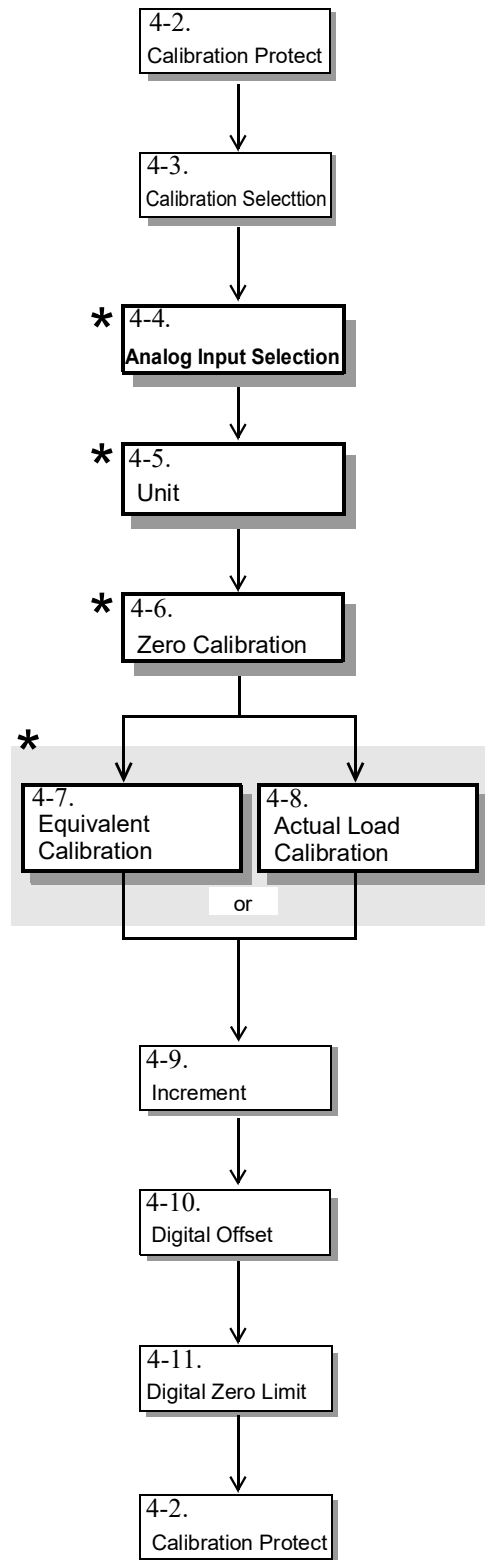 4-2.
Calibration Protect
4-3.
Calibration Selecttion
* 4-4.
Analog Input Selection
* 4-5.
Unit
* 4-6.
Zero Calibration
*
4-7.
Equivalent
Calibration
4-8.
Actual Load
Calibration
or
4-9.
Increment
4-10.
Digital Offset
4-11.
Digital Zero Limit
4-2.
Calibration Protect